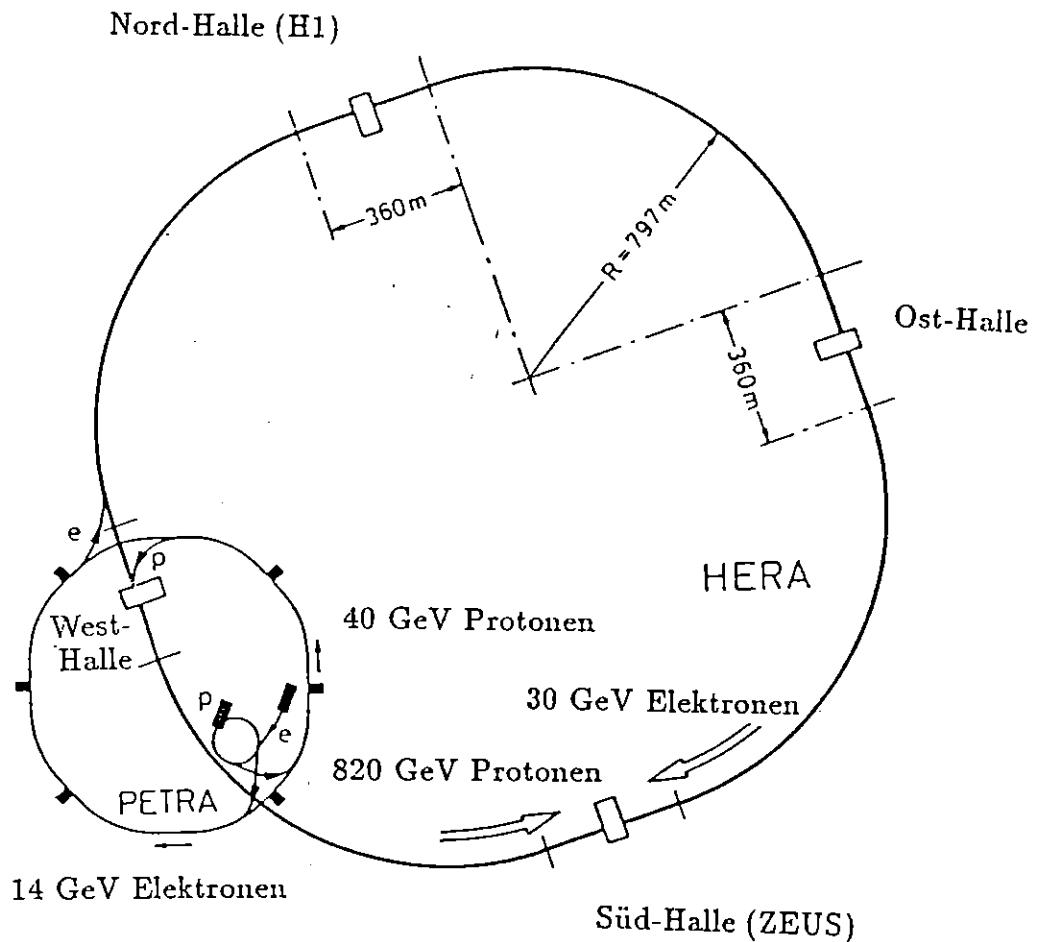 Nord-Halle (H1)
360m
R = 797m
Ost-Halle
360m
e
p
HERA
West-
Halle
40 GeV Protonen
p
e
30 GeV Elektronen
820 GeV Protonen
PETRA
14 GeV Elektronen
Süd-Halle (ZEUS)